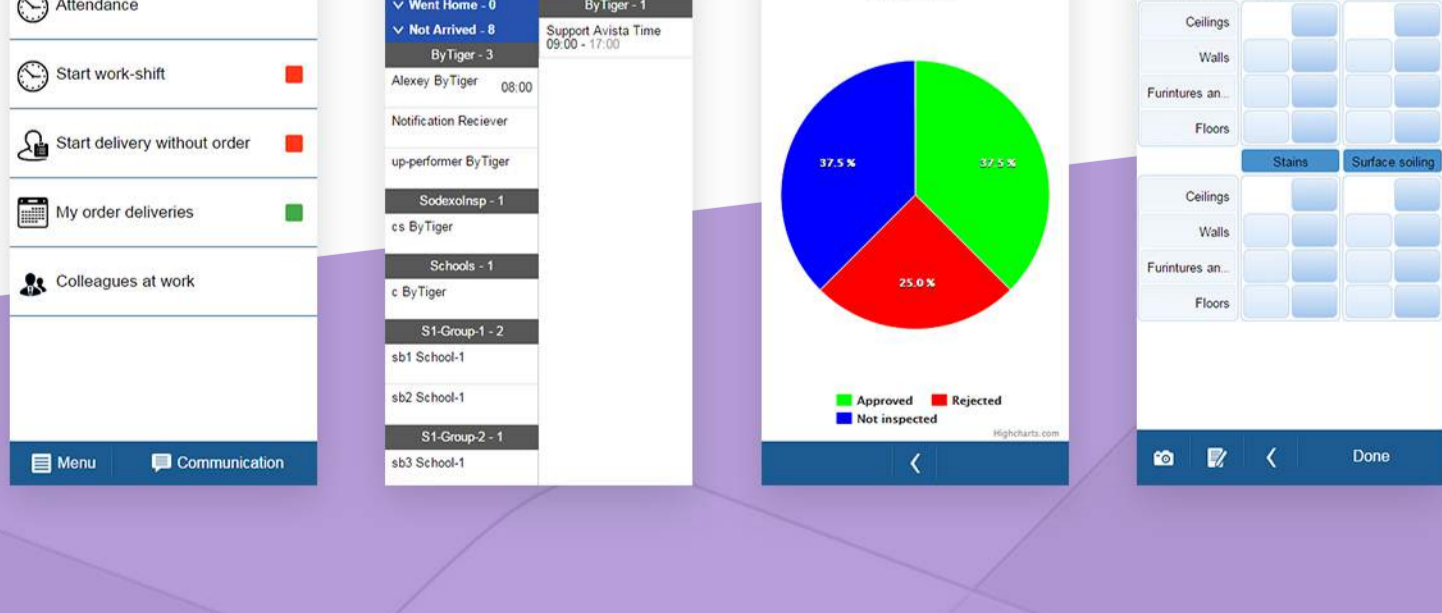 Attendance
Start work-shift
Start delivery without order
My order deliveries
Colleagues at work
Menu
Communication
Went Home - 0
Not Arrived - 8
ByTiger - 3
Alexey ByTiger 08:00
Notification Reciever
up-performer ByTiger
SodexoInsp - 1
cs ByTiger
Schools - 1
c ByTiger
S1-Group-1 - 2
sb1 School-1
sb2 School-1
S1-Group-2 - 1
sb3 School-1
ByTiger - 1
Support Avista Time
09:00 - 17:00
37.5 %
37.5 %
25.0 %
Approved Rejected
Not inspected
Highcharts.com
Ceilings
Walls
Furintures an...
Floors
Stains Surface soiling
Ceilings
Walls
Furintures an...
Floors
Done